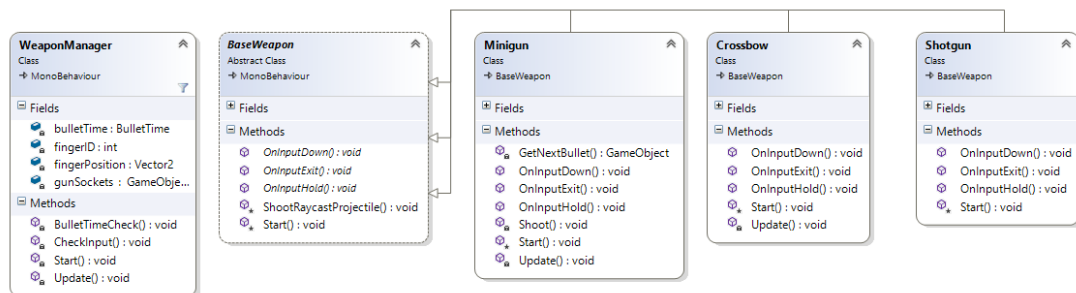 WeaponManager
Class
MonoBehaviour
Fields
bulletTime : BulletTime
fingerID : int
fingerPosition : Vector2
gunSockets : GameObje...
Methods
BulletTimeCheck() : void
CheckInput() : void
Start() : void
Update() : void
BaseWeapon
Abstract Class
MonoBehaviour
Fields
Methods
OnInputDown() : void
OnInputExit() : void
OnInputHold() : void
ShootRaycastProjectile() : void
Start() : void
Minigun
Class
BaseWeapon
Fields
Methods
GetNextBullet() : GameObject
OnInputDown() : void
OnInputExit() : void
OnInputHold() : void
Shoot() : void
Start() : void
Update() : void
Crossbow
Class
BaseWeapon
Fields
Methods
OnInputDown() : void
OnInputExit() : void
OnInputHold() : void
Start() : void
Update() : void
Shotgun
Class
BaseWeapon
Fields
Methods
OnInputDown() : void
OnInputExit() : void
OnInputHold() : void
Start() : void